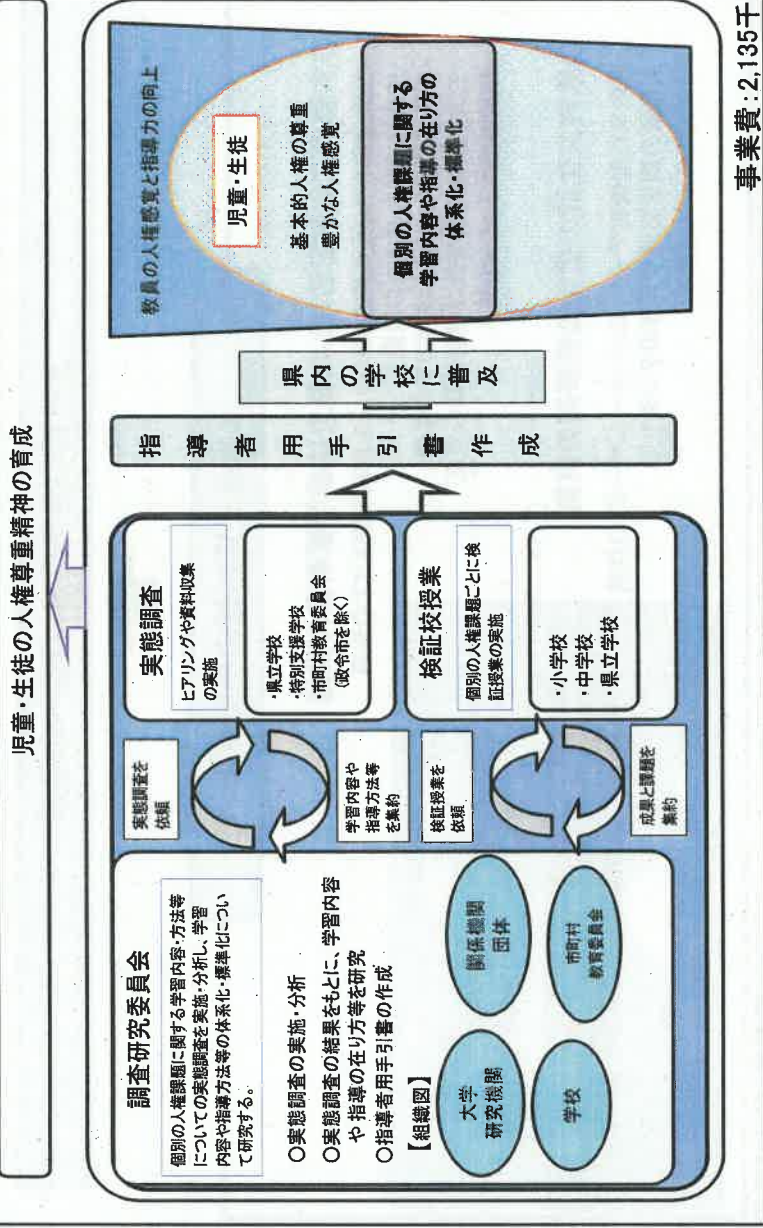 児童・生徒の人権尊重精神の育成
調査研究委員会
個別の人権課題に関する学習内容・方法等
についての実態調査を実施・分析し、学習
内容や指導方法等の体系化・標準化につい
て研究する。
○実態調査の実施・分析
○実態調査の結果をもとに、学習内容
や 指導の在り方等を研究
○指導者用手引書の作成
【組織図】
大学
研究機関
関係機関
団体
学校
市町村
教育委員会
実態調査を
依頼
学習内容や
指導方法等
を集約
検証授業を
依頼
成果と課題を
集約
実態調査
ヒアリングや資料収集
の実施
・県立学校
・特別支援学校
・市町村教育委員会
(政令市を除く)
検証校授業
個別の人権課題ごとに検
証授業の実施
・小学校
・中学校
・県立学校
指導者用手引書作成
県内の学校に普及
教員の人権感覚と指導力の向上
児童・生徒
基本的人権の尊重
豊かな人権感覚
個別の人権課題に関する
学習内容や指導の在り方の
体系化・標準化
事業費:2,135千